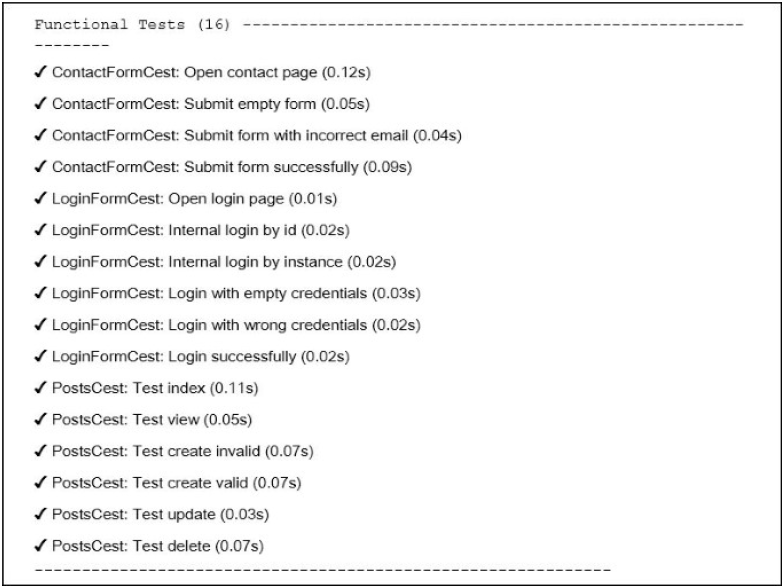 Functional Tests (16) ------------------------------------------------------
--------
✔ ContactFormCest: Open contact page (0.12s)
✔ ContactFormCest: Submit empty form (0.05s)
✔ ContactFormCest: Submit form with incorrect email (0.04s)
✔ ContactFormCest: Submit form successfully (0.09s)
✔ LoginFormCest: Open login page (0.01s)
✔ LoginFormCest: Internal login by id (0.02s)
✔ LoginFormCest: Internal login by instance (0.02s)
✔ LoginFormCest: Login with empty credentials (0.03s)
✔ LoginFormCest: Login with wrong credentials (0.02s)
✔ LoginFormCest: Login successfully (0.02s)
✔ PostsCest: Test index (0.11s)
✔ PostsCest: Test view (0.05s)
✔ PostsCest: Test create invalid (0.07s)
✔ PostsCest: Test create valid (0.07s)
✔ PostsCest: Test update (0.03s)
✔ PostsCest: Test delete (0.07s)
--------------------------------------------------------------